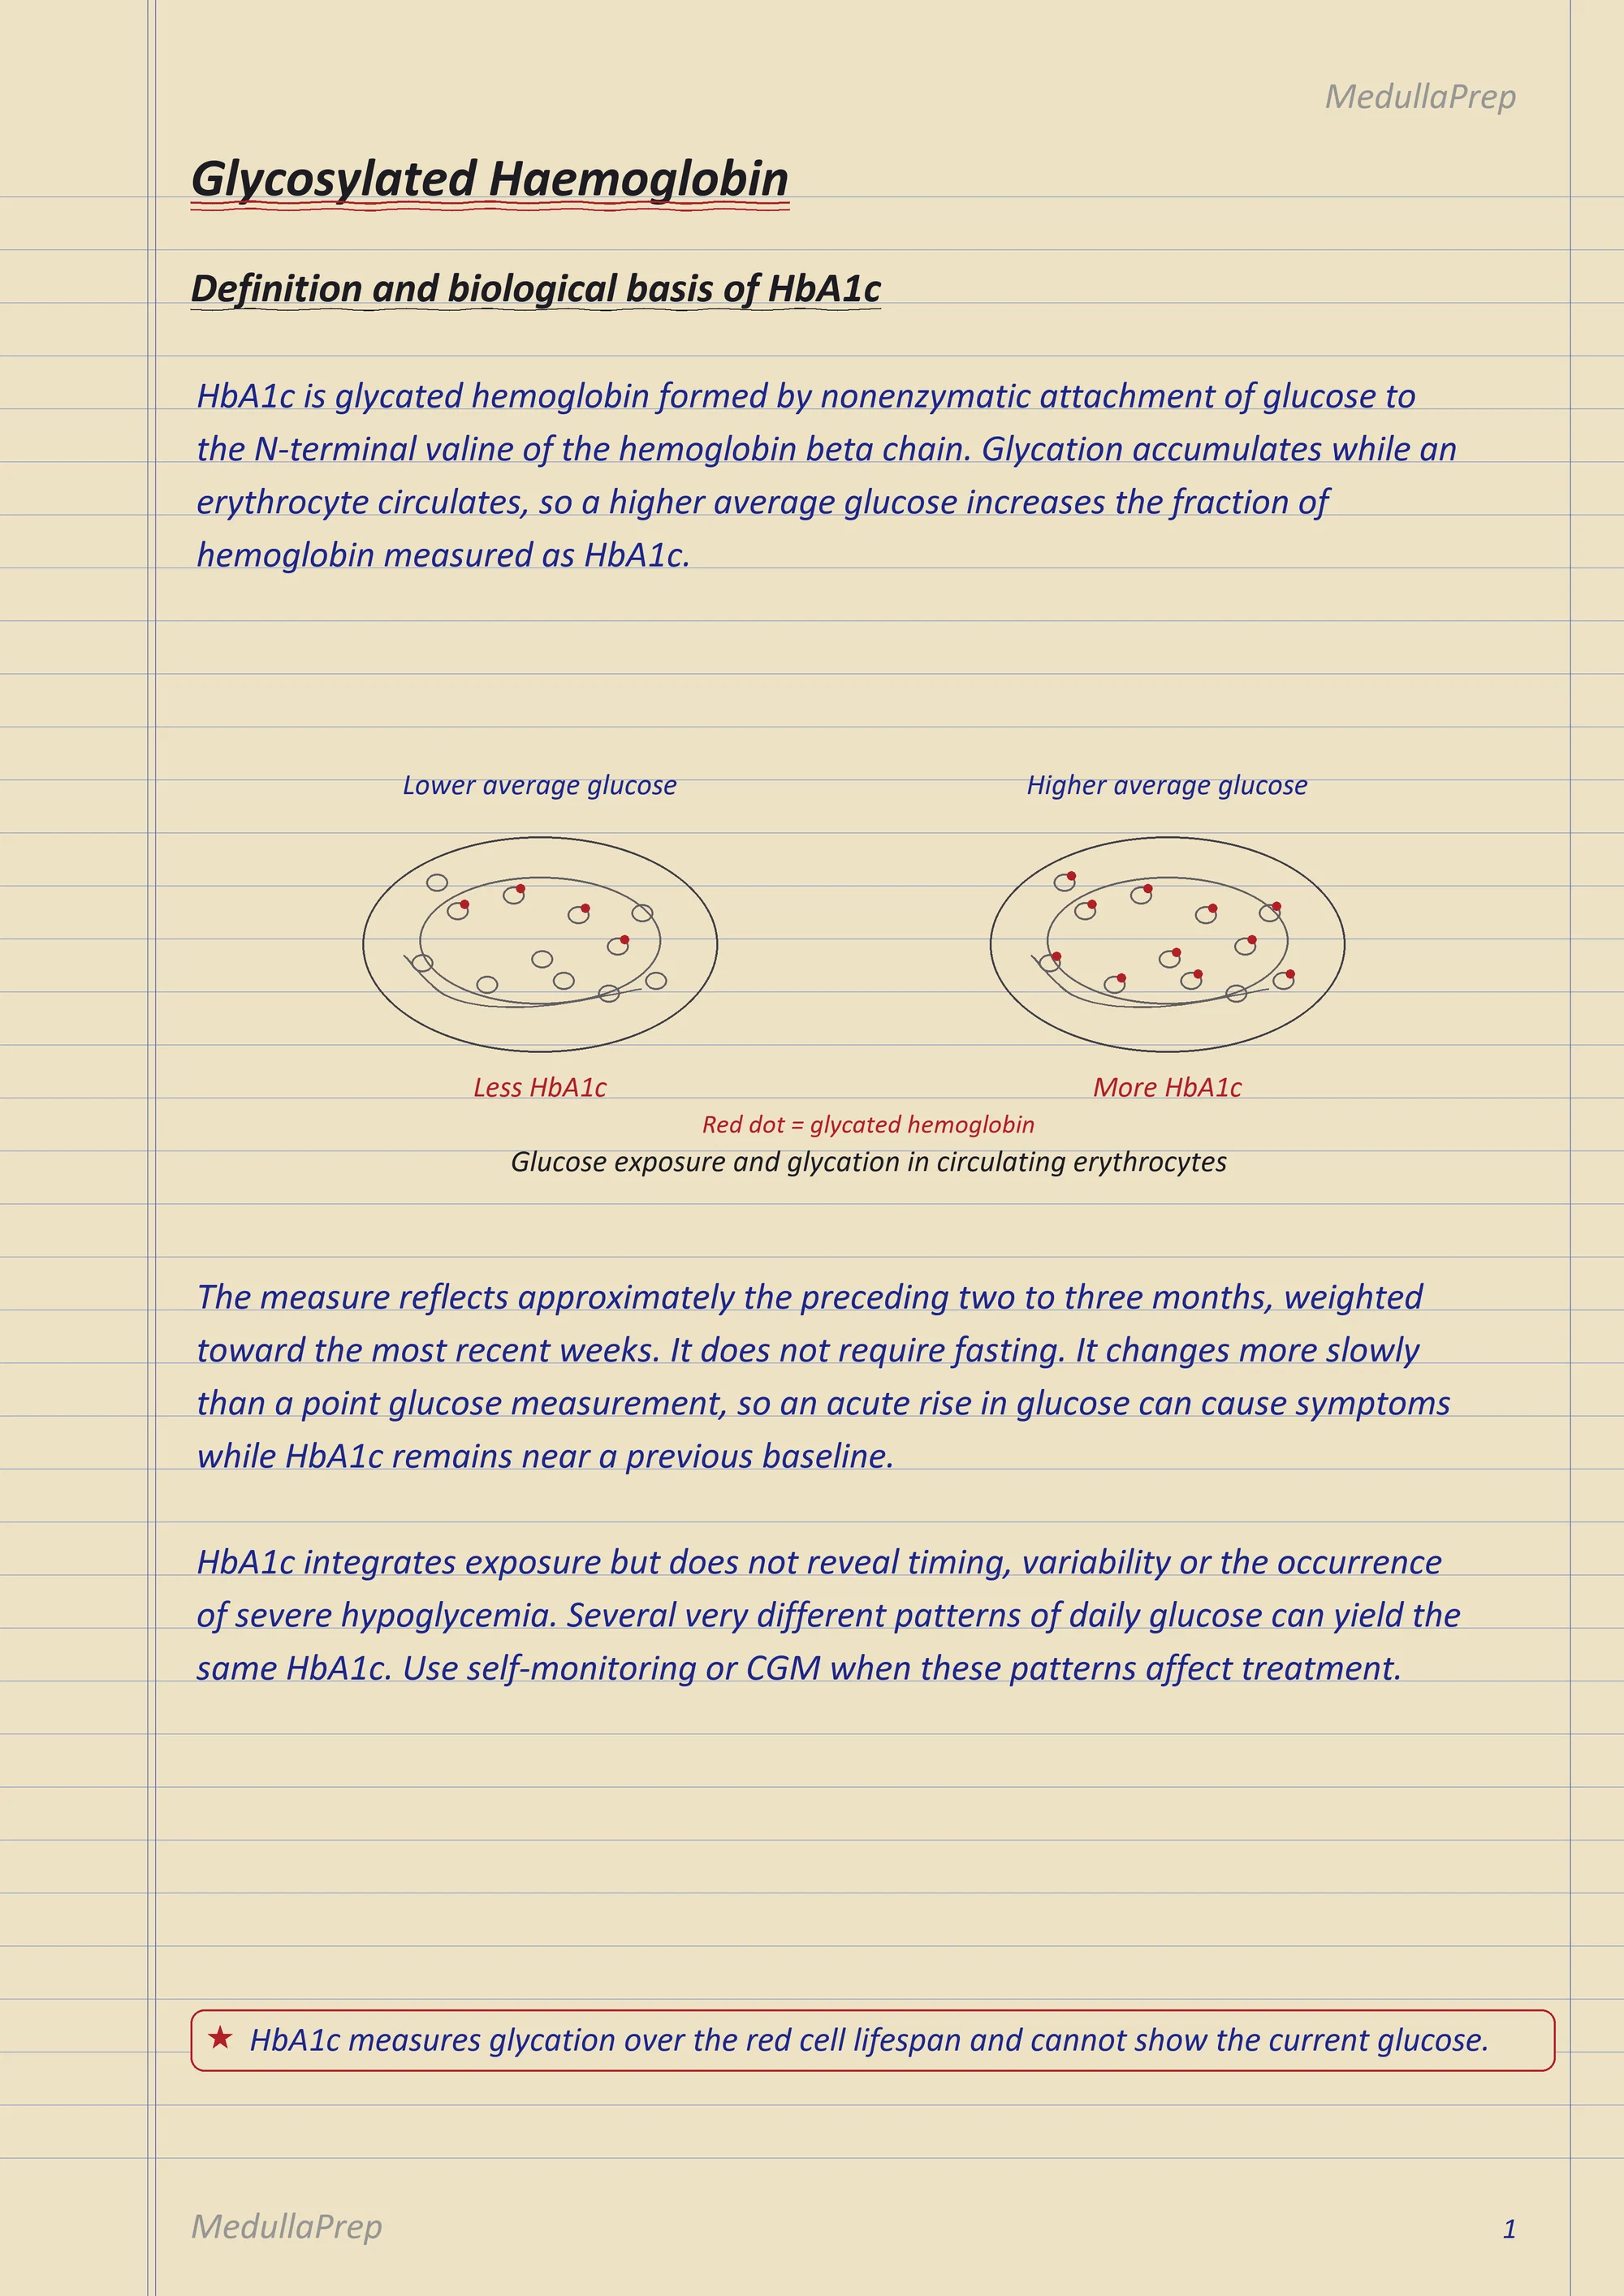 MedullaPrep
Glycosylated Haemoglobin
Definition and biological basis of HbA1c
HbA1c is glycated hemoglobin formed by nonenzymatic attachment of glucose to
the N-terminal valine of the hemoglobin beta chain. Glycation accumulates while an
erythrocyte circulates, so a higher average glucose increases the fraction of
hemoglobin measured as HbA1c.
Lower average glucose
Higher average glucose
Less HbA1c
More HbA1c
Red dot = glycated hemoglobin
Glucose exposure and glycation in circulating erythrocytes
The measure reflects approximately the preceding two to three months, weighted
toward the most recent weeks. It does not require fasting. It changes more slowly
than a point glucose measurement, so an acute rise in glucose can cause symptoms
while HbA1c remains near a previous baseline.
HbA1c integrates exposure but does not reveal timing, variability or the occurrence
of severe hypoglycemia. Several very different patterns of daily glucose can yield the
same HbA1c. Use self-monitoring or CGM when these patterns affect treatment.
★ HbA1c measures glycation over the red cell lifespan and cannot show the current glucose.
MedullaPrep
1